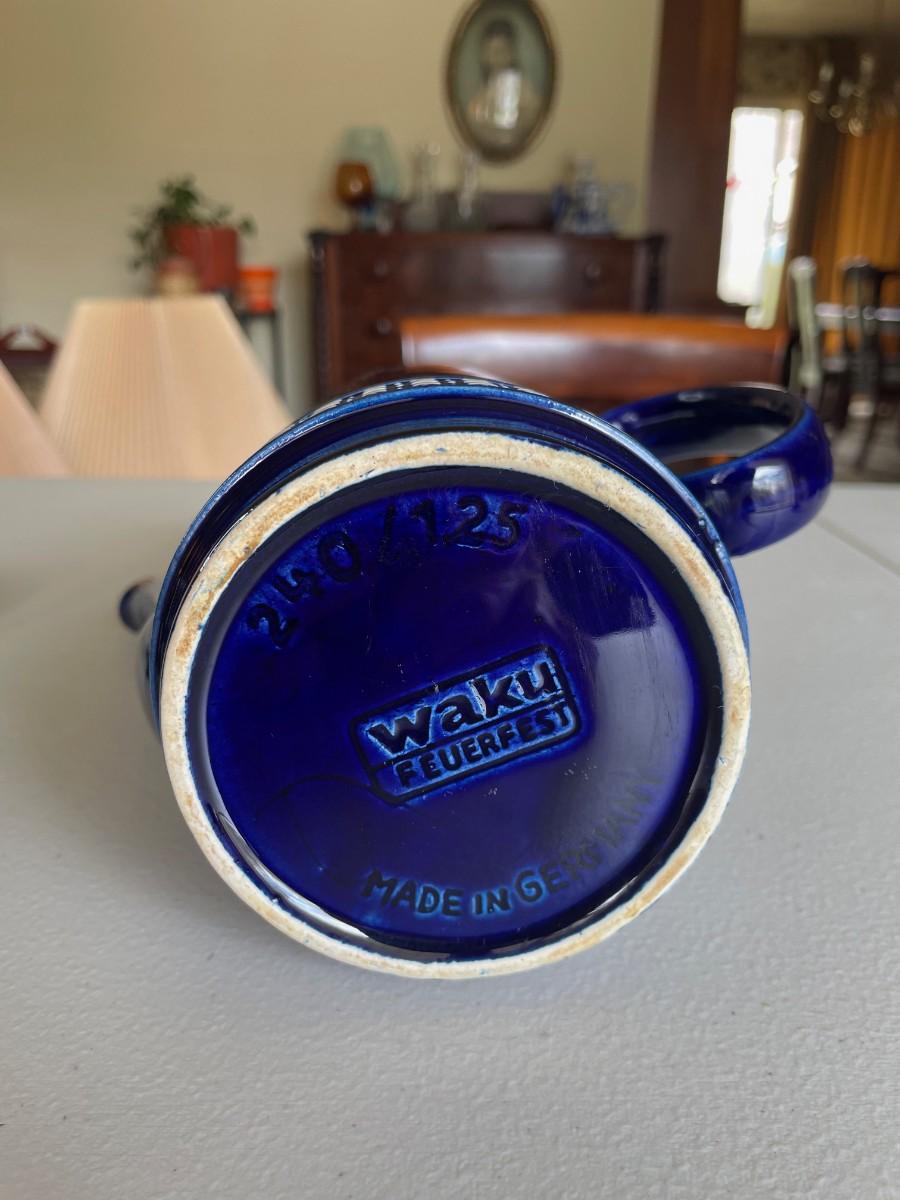 240/125
waku
FEUERFEST
MADE IN GERMANY